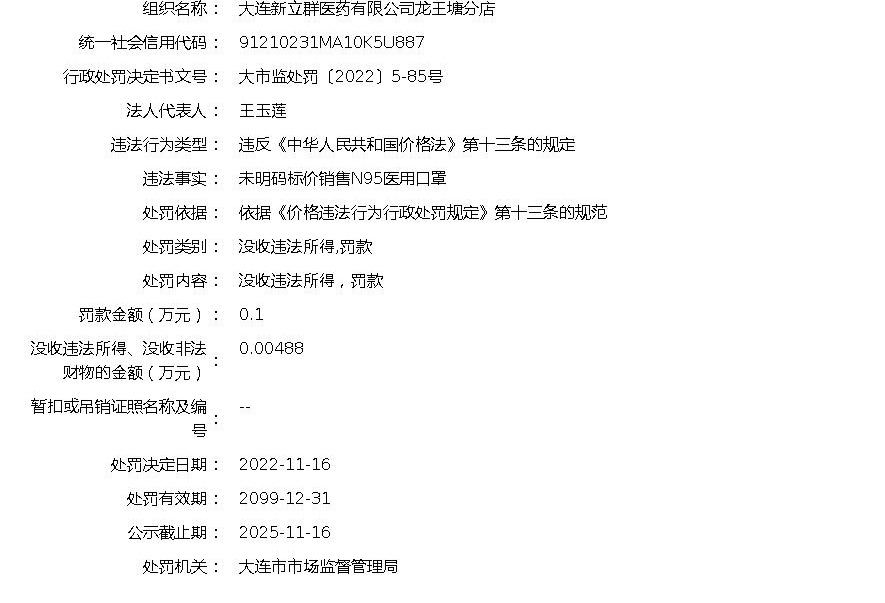 组织名称： 大连新立群医药有限公司龙王塘分店
统一社会信用代码： 91210231MA10K5U887
行政处罚决定书文号： 大市监处罚〔2022〕5-85号
法人代表人： 王玉莲
违法行为类型： 违反《中华人民共和国价格法》第十三条的规定
违法事实： 未明码标价销售N95医用口罩
处罚依据： 依据《价格违法行为行政处罚规定》第十三条的规范
处罚类别： 没收违法所得,罚款
处罚内容： 没收违法所得，罚款
罚款金额（万元）： 0.1
没收违法所得、没收非法
财物的金额（万元）： 0.00488
暂扣或吊销证照名称及编
号： --
处罚决定日期： 2022-11-16
处罚有效期： 2099-12-31
公示截止期： 2025-11-16
处罚机关： 大连市市场监督管理局